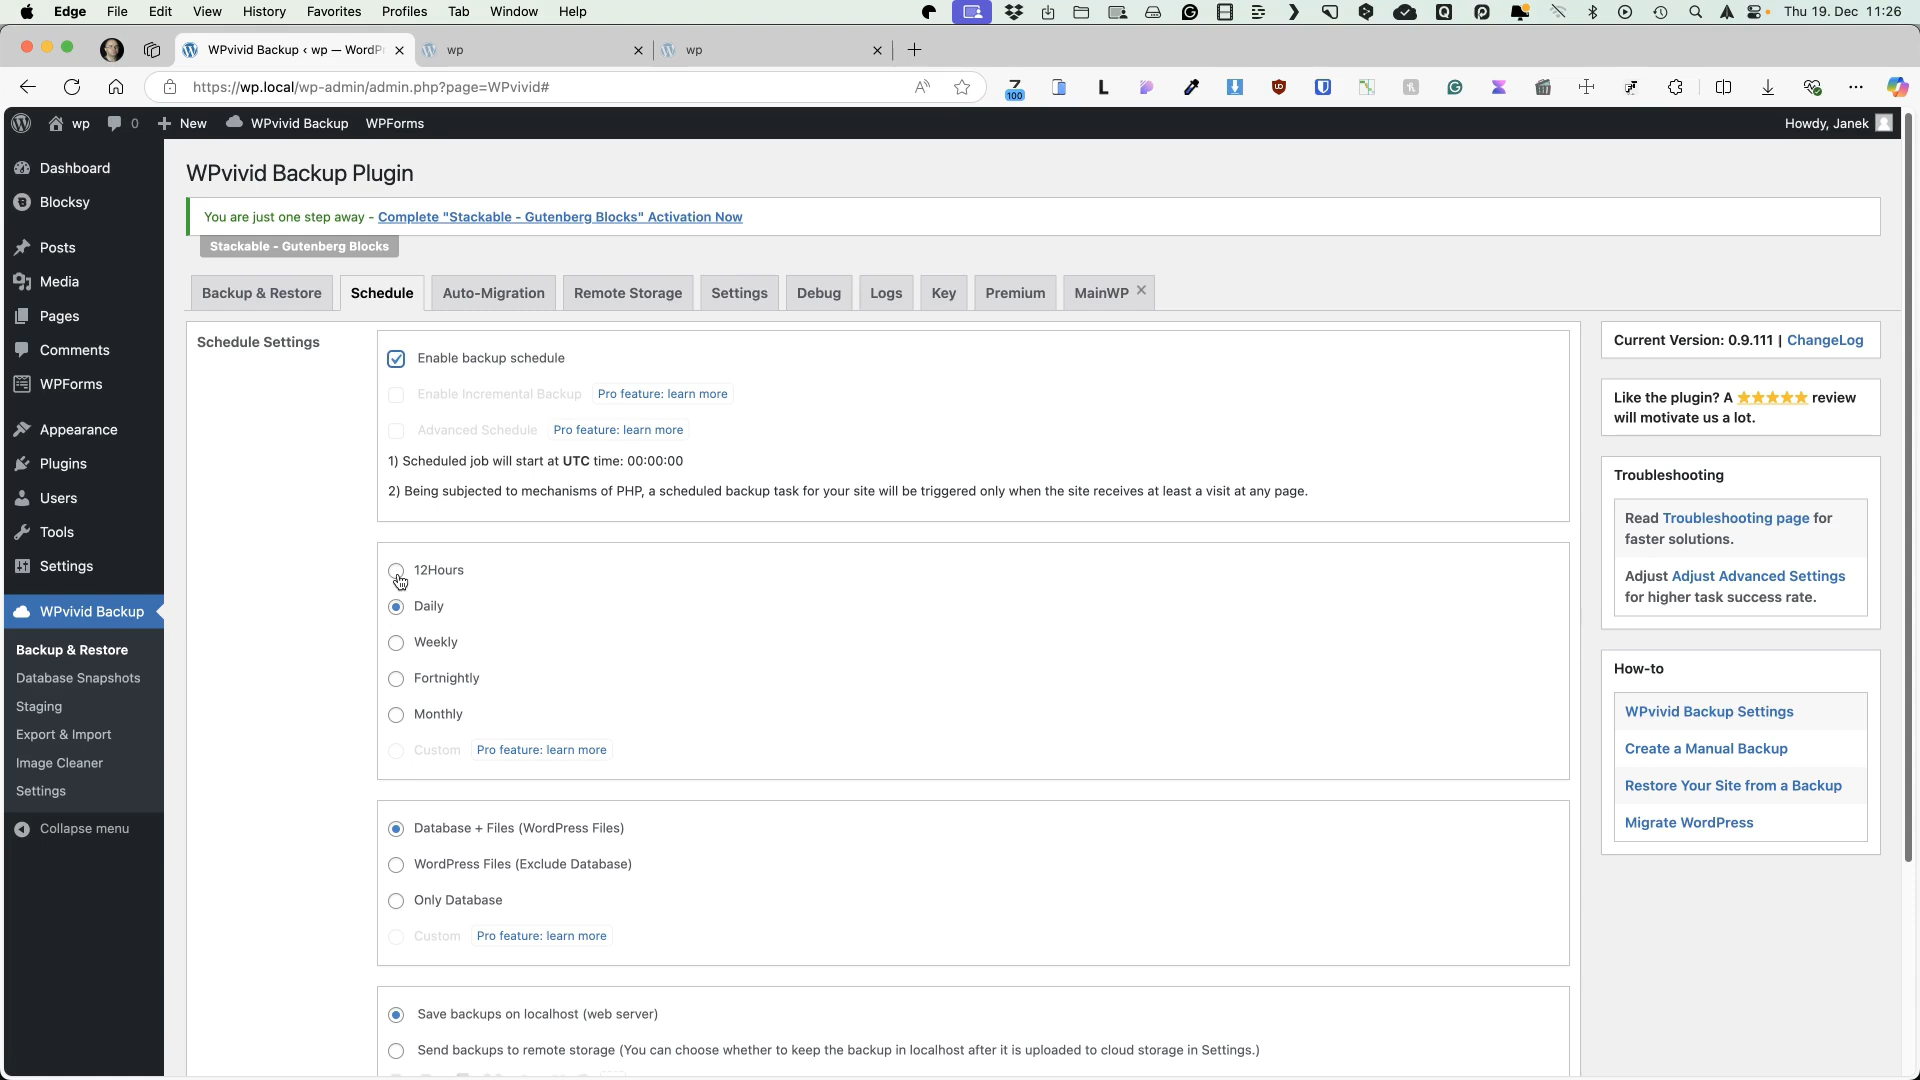 Edge File Edit View History Favorites Profiles Tab Window Help
Thu 19. Dec 11:26
WPvivid Backup ‹ wp — WordP
wp
wp
https://wp.local/wp-admin/admin.php?page=WPvivid#
100
wp 0 New WPvivid Backup WPForms
Howdy, Janek
Dashboard
Blocksy
Posts
Media
Pages
Comments
WPForms
Appearance
Plugins
Users
Tools
Settings
WPvivid Backup
Backup & Restore
Database Snapshots
Staging
Export & Import
Image Cleaner
Settings
Collapse menu
WPvivid Backup Plugin
You are just one step away - Complete "Stackable - Gutenberg Blocks" Activation Now
Stackable - Gutenberg Blocks
Backup & Restore
Schedule
Auto-Migration
Remote Storage
Settings
Debug
Logs
Key
Premium
MainWP
Schedule Settings
Enable backup schedule
Enable Incremental Backup Pro feature: learn more
Advanced Schedule Pro feature: learn more
1) Scheduled job will start at UTC time: 00:00:00
2) Being subjected to mechanisms of PHP, a scheduled backup task for your site will be triggered only when the site receives at least a visit at any page.
12Hours
Daily
Weekly
Fortnightly
Monthly
Custom Pro feature: learn more
Database + Files (WordPress Files)
WordPress Files (Exclude Database)
Only Database
Custom Pro feature: learn more
Save backups on localhost (web server)
Send backups to remote storage (You can choose whether to keep the backup in localhost after it is uploaded to cloud storage in Settings.)
Current Version: 0.9.111 | ChangeLog
Like the plugin? A ★★★★★ review
will motivate us a lot.
Troubleshooting
Read Troubleshooting page for
faster solutions.
Adjust Adjust Advanced Settings
for higher task success rate.
How-to
WPvivid Backup Settings
Create a Manual Backup
Restore Your Site from a Backup
Migrate WordPress